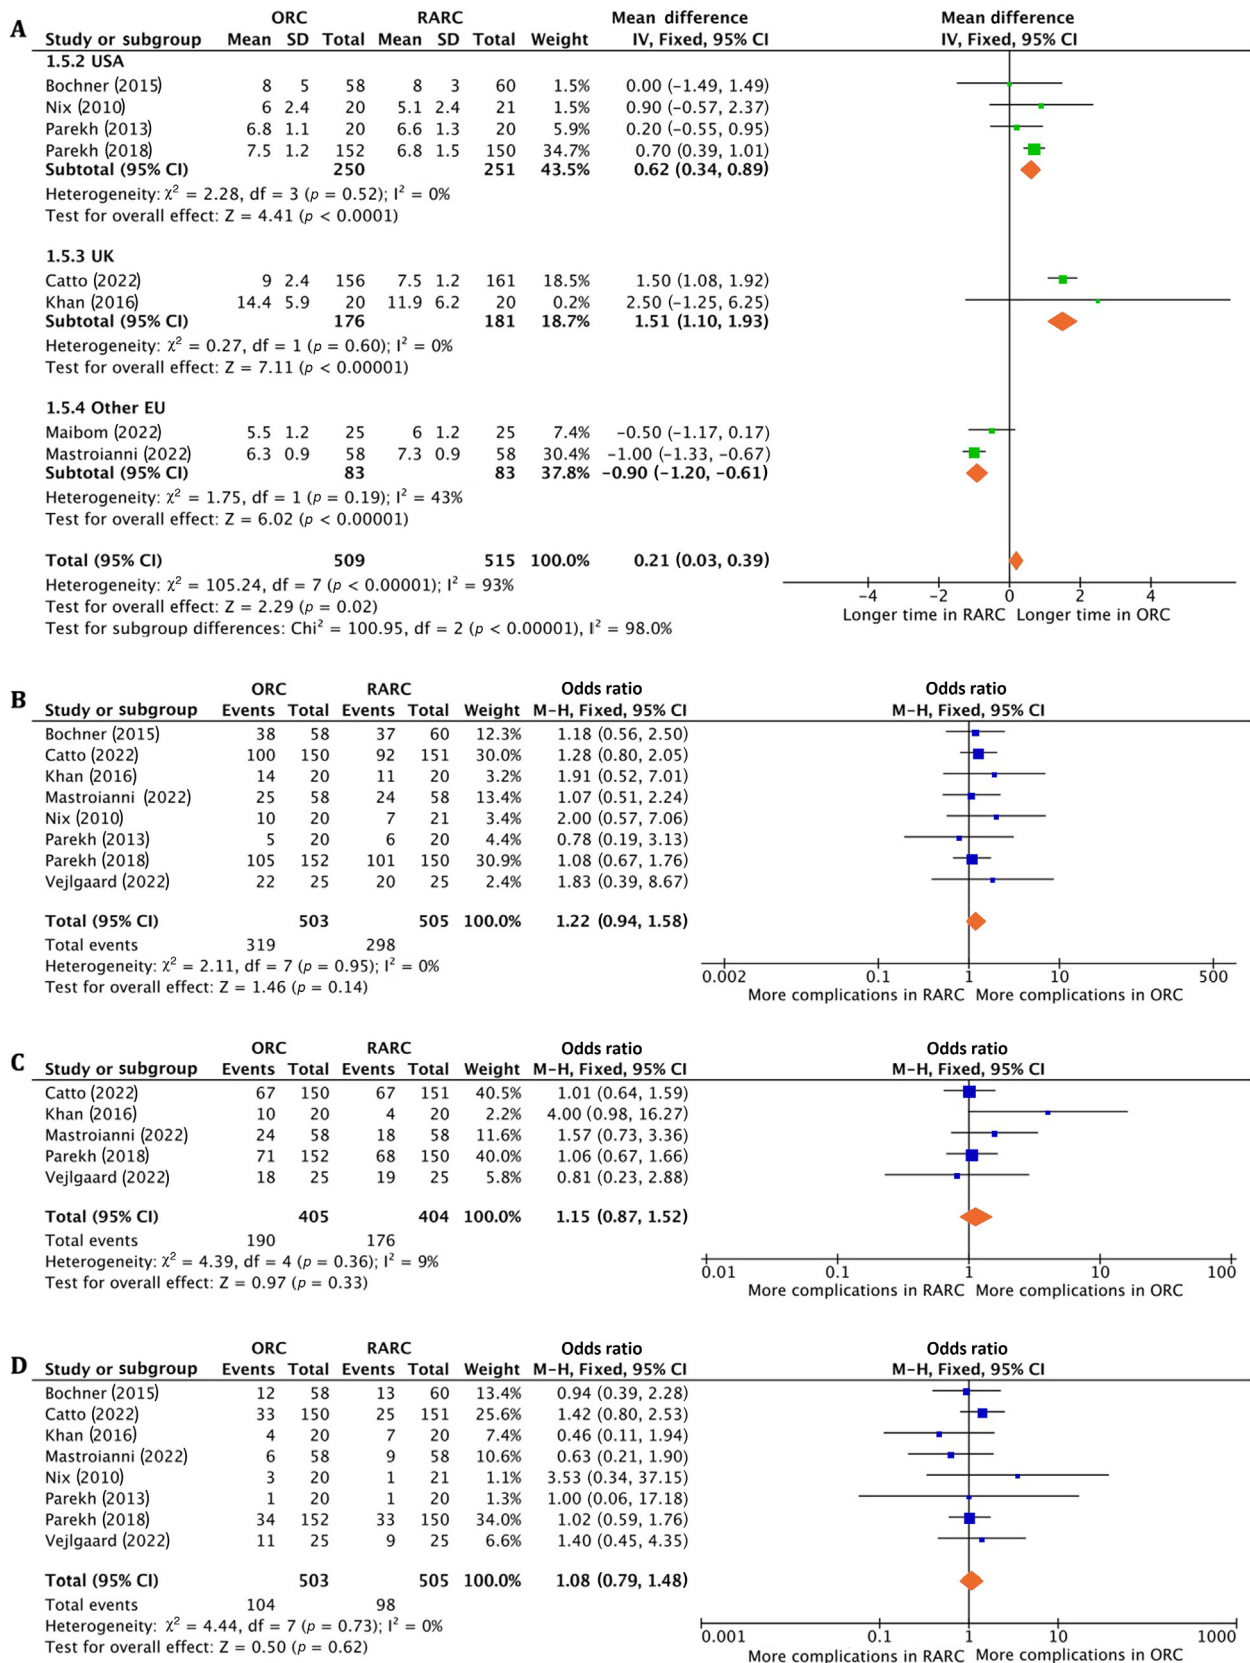 A
ORC RARC Mean difference Mean difference
Study or subgroup Mean SD Total Mean SD Total Weight IV, Fixed, 95% CI IV, Fixed, 95% CI
1.5.2 USA
Bochner (2015) 8 5 58 8 3 60 1.5% 0.00 (−1.49, 1.49)
Nix (2010) 6 2.4 20 5.1 2.4 21 1.5% 0.90 (−0.57, 2.37)
Parekh (2013) 6.8 1.1 20 6.6 1.3 20 5.9% 0.20 (−0.55, 0.95)
Parekh (2018) 7.5 1.2 152 6.8 1.5 150 34.7% 0.70 (0.39, 1.01)
Subtotal (95% CI) 250 251 43.5% 0.62 (0.34, 0.89)
Heterogeneity: χ² = 2.28, df = 3 (p = 0.52); I² = 0%
Test for overall effect: Z = 4.41 (p < 0.0001)
1.5.3 UK
Catto (2022) 9 2.4 156 7.5 1.2 161 18.5% 1.50 (1.08, 1.92)
Khan (2016) 14.4 5.9 20 11.9 6.2 20 0.2% 2.50 (−1.25, 6.25)
Subtotal (95% CI) 176 181 18.7% 1.51 (1.10, 1.93)
Heterogeneity: χ² = 0.27, df = 1 (p = 0.60); I² = 0%
Test for overall effect: Z = 7.11 (p < 0.00001)
1.5.4 Other EU
Maibom (2022) 5.5 1.2 25 6 1.2 25 7.4% −0.50 (−1.17, 0.17)
Mastroianni (2022) 6.3 0.9 58 7.3 0.9 58 30.4% −1.00 (−1.33, −0.67)
Subtotal (95% CI) 83 83 37.8% −0.90 (−1.20, −0.61)
Heterogeneity: χ² = 1.75, df = 1 (p = 0.19); I² = 43%
Test for overall effect: Z = 6.02 (p < 0.00001)
Total (95% CI) 509 515 100.0% 0.21 (0.03, 0.39)
Heterogeneity: χ² = 105.24, df = 7 (p < 0.00001); I² = 93%
Test for overall effect: Z = 2.29 (p = 0.02)
Test for subgroup differences: Chi² = 100.95, df = 2 (p < 0.00001), I² = 98.0%
−4 −2 0 2 4
Longer time in RARC Longer time in ORC
B
ORC RARC Odds ratio Odds ratio
Study or subgroup Events Total Events Total Weight M−H, Fixed, 95% CI M−H, Fixed, 95% CI
Bochner (2015) 38 58 37 60 12.3% 1.18 (0.56, 2.50)
Catto (2022) 100 150 92 151 30.0% 1.28 (0.80, 2.05)
Khan (2016) 14 20 11 20 3.2% 1.91 (0.52, 7.01)
Mastroianni (2022) 25 58 24 58 13.4% 1.07 (0.51, 2.24)
Nix (2010) 10 20 7 21 3.4% 2.00 (0.57, 7.06)
Parekh (2013) 5 20 6 20 4.4% 0.78 (0.19, 3.13)
Parekh (2018) 105 152 101 150 30.9% 1.08 (0.67, 1.76)
Vejlgaard (2022) 22 25 20 25 2.4% 1.83 (0.39, 8.67)
Total (95% CI) 503 505 100.0% 1.22 (0.94, 1.58)
Total events 319 298
Heterogeneity: χ² = 2.11, df = 7 (p = 0.95); I² = 0%
Test for overall effect: Z = 1.46 (p = 0.14)
0.002 0.1 1 10 500
More complications in RARC More complications in ORC
C
ORC RARC Odds ratio Odds ratio
Study or subgroup Events Total Events Total Weight M−H, Fixed, 95% CI M−H, Fixed, 95% CI
Catto (2022) 67 150 67 151 40.5% 1.01 (0.64, 1.59)
Khan (2016) 10 20 4 20 2.2% 4.00 (0.98, 16.27)
Mastroianni (2022) 24 58 18 58 11.6% 1.57 (0.73, 3.36)
Parekh (2018) 71 152 68 150 40.0% 1.06 (0.67, 1.66)
Vejlgaard (2022) 18 25 19 25 5.8% 0.81 (0.23, 2.88)
Total (95% CI) 405 404 100.0% 1.15 (0.87, 1.52)
Total events 190 176
Heterogeneity: χ² = 4.39, df = 4 (p = 0.36); I² = 9%
Test for overall effect: Z = 0.97 (p = 0.33)
0.01 0.1 1 10 100
More complications in RARC More complications in ORC
D
ORC RARC Odds ratio Odds ratio
Study or subgroup Events Total Events Total Weight M−H, Fixed, 95% CI M−H, Fixed, 95% CI
Bochner (2015) 12 58 13 60 13.4% 0.94 (0.39, 2.28)
Catto (2022) 33 150 25 151 25.6% 1.42 (0.80, 2.53)
Khan (2016) 4 20 7 20 7.4% 0.46 (0.11, 1.94)
Mastroianni (2022) 6 58 9 58 10.6% 0.63 (0.21, 1.90)
Nix (2010) 3 20 1 21 1.1% 3.53 (0.34, 37.15)
Parekh (2013) 1 20 1 20 1.3% 1.00 (0.06, 17.18)
Parekh (2018) 34 152 33 150 34.0% 1.02 (0.59, 1.76)
Vejlgaard (2022) 11 25 9 25 6.6% 1.40 (0.45, 4.35)
Total (95% CI) 503 505 100.0% 1.08 (0.79, 1.48)
Total events 104 98
Heterogeneity: χ² = 4.44, df = 7 (p = 0.73); I² = 0%
Test for overall effect: Z = 0.50 (p = 0.62)
0.001 0.1 1 10 1000
More complications in RARC More complications in ORC